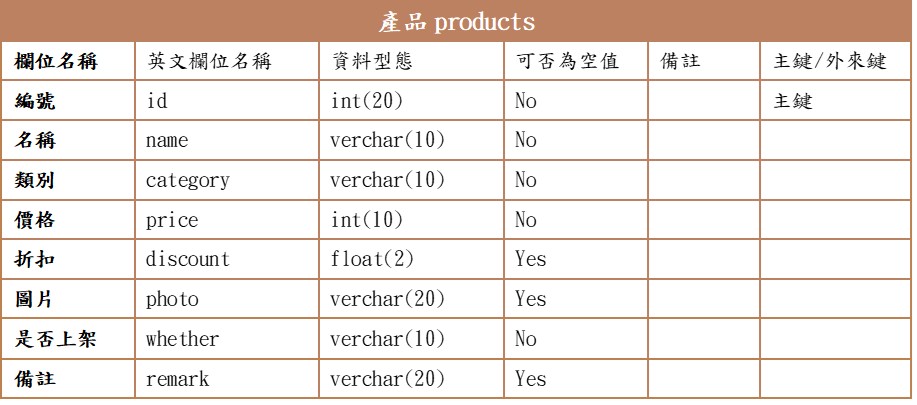 產品 products
欄位名稱 英文欄位名稱 資料型態 可否為空值 備註 主鍵/外來鍵
編號 id int(20) No 主鍵
名稱 name verchar(10) No
類別 category verchar(10) No
價格 price int(10) No
折扣 discount float(2) Yes
圖片 photo verchar(20) Yes
是否上架 whether verchar(10) No
備註 remark verchar(20) Yes